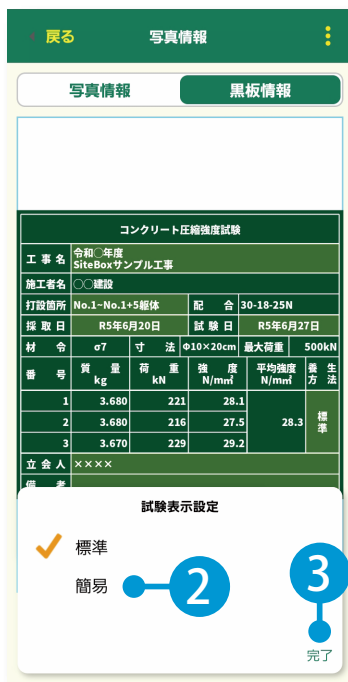 戻る 写真情報
写真情報 黒板情報
コンクリート圧縮強度試験
工事名 令和〇年度
SiteBoxサンプル工事
施工者名 〇〇建設
打設箇所 No.1~No.1+5躯体 配合 30-18-25N
採取日 R5年6月20日 試験日 R5年6月27日
材令 σ7 寸法 Φ10×20cm 最大荷重 500kN
番号 質量 kg 荷重 kN 強度 N/mm² 平均強度 N/mm² 養生方法
1 3.680 221 28.1
2 3.680 216 27.5 28.3 標準
3 3.670 229 29.2
立会人 ××××
備考
試験表示設定
標準
簡易 2
3
完了